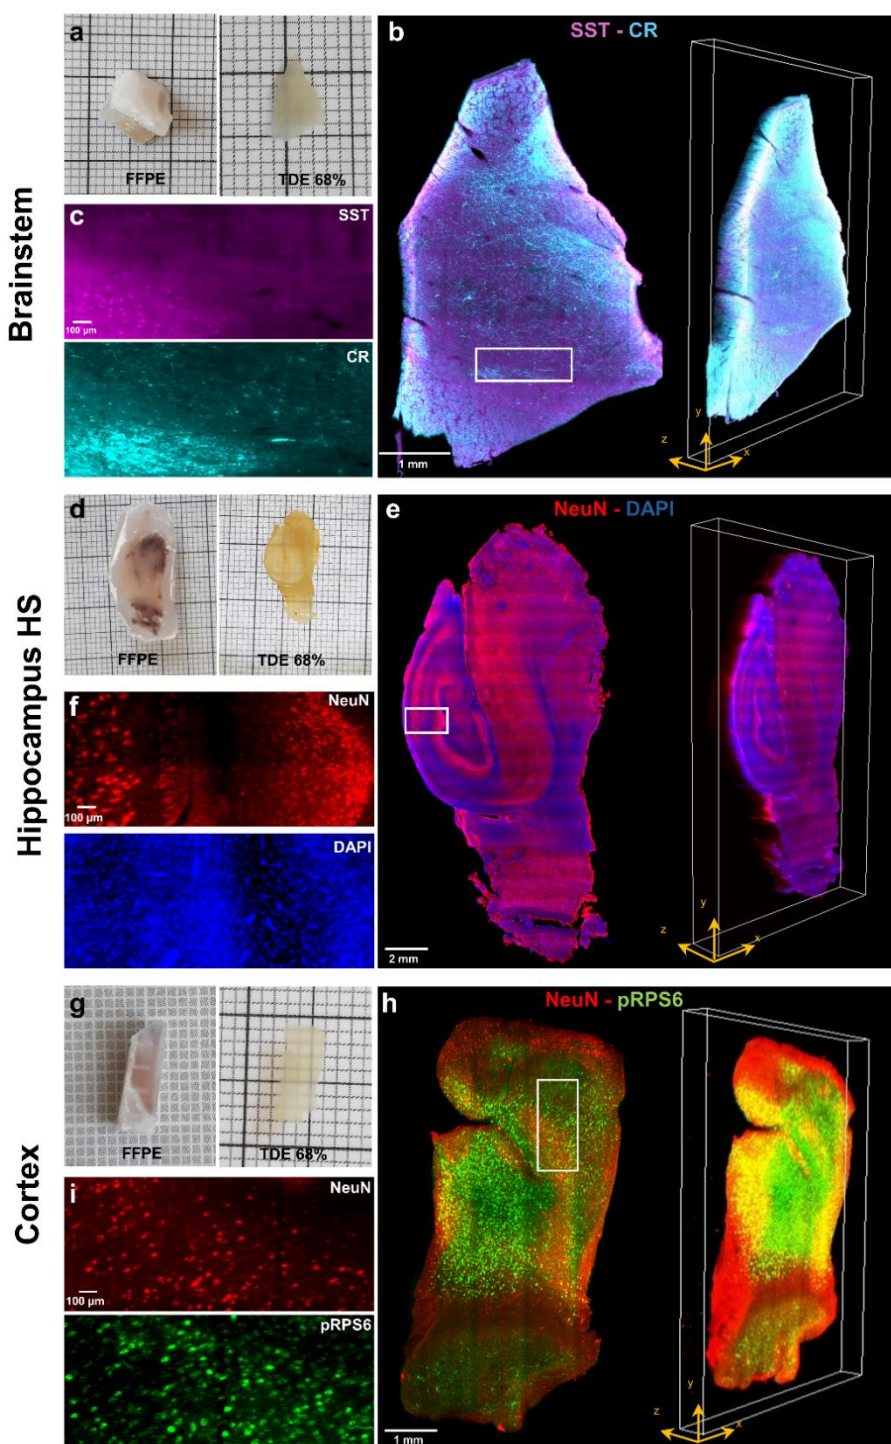 Brainstem
a
FFPE
TDE 68%
b
SST - CR
1 mm
y
z
x
c
SST
100 µm
CR
Hippocampus HS
d
FFPE
TDE 68%
e
NeuN - DAPI
2 mm
y
z
x
f
NeuN
100 µm
DAPI
Cortex
g
FFPE
TDE 68%
h
NeuN - pRPS6
1 mm
y
z
x
i
NeuN
100 µm
pRPS6